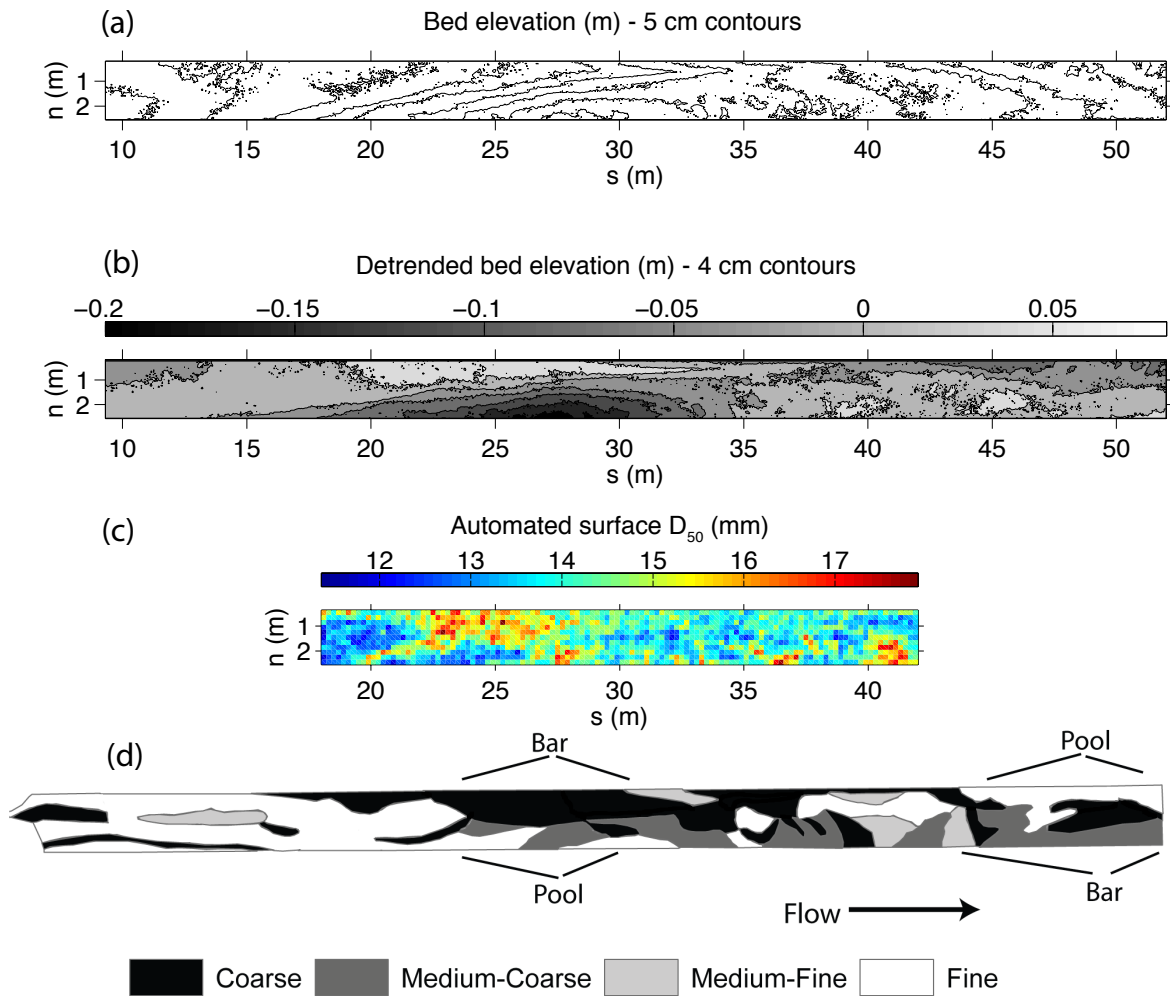 (a)
Bed elevation (m) - 5 cm contours
n (m)
1
2
10 15 20 25 30 35 40 45 50
s (m)
(b)
Detrended bed elevation (m) - 4 cm contours
−0.2 −0.15 −0.1 −0.05 0 0.05
n (m)
1
2
10 15 20 25 30 35 40 45 50
s (m)
(c)
Automated surface D50 (mm)
12 13 14 15 16 17
n (m)
1
2
20 25 30 35 40
s (m)
(d)
Bar Pool
Pool Bar
Flow
Coarse Medium-Coarse Medium-Fine Fine